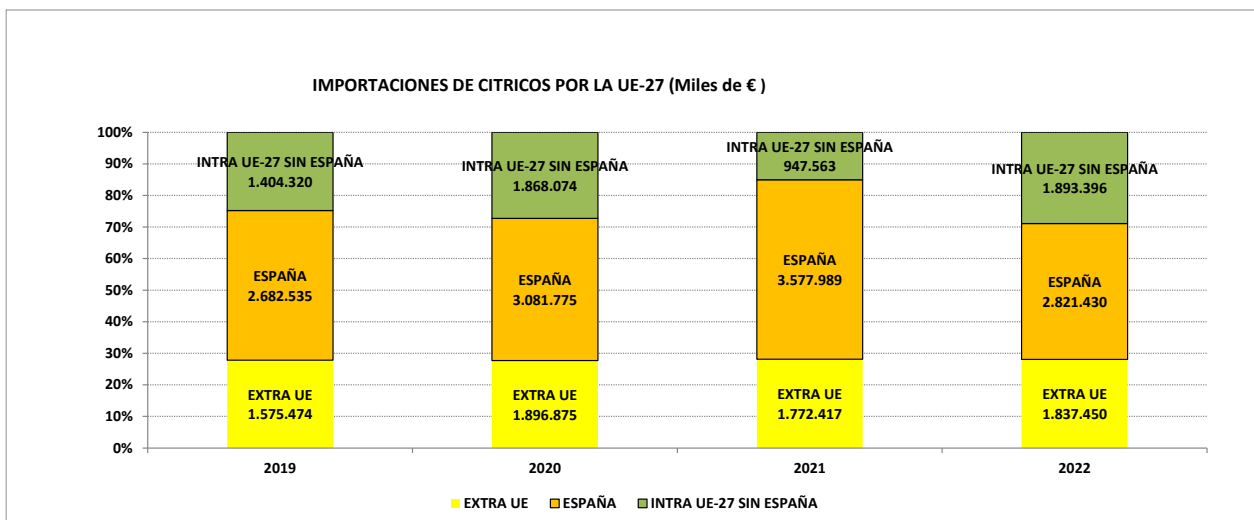 IMPORTACIONES DE CITRICOS POR LA UE-27 (Miles de € )
100%
90%
80%
70%
60%
50%
40%
30%
20%
10%
0%
INTRA UE-27 SIN ESPAÑA
1.404.320
ESPAÑA
2.682.535
EXTRA UE
1.575.474
INTRA UE-27 SIN ESPAÑA
1.868.074
ESPAÑA
3.081.775
EXTRA UE
1.896.875
INTRA UE-27 SIN ESPAÑA
947.563
ESPAÑA
3.577.989
EXTRA UE
1.772.417
INTRA UE-27 SIN ESPAÑA
1.893.396
ESPAÑA
2.821.430
EXTRA UE
1.837.450
2019 2020 2021 2022
EXTRA UE ESPAÑA INTRA UE-27 SIN ESPAÑA